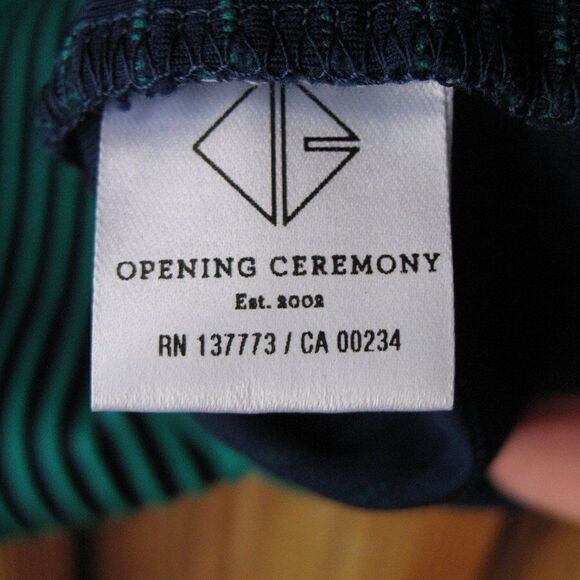 OPENING CEREMONY
Est. 2002
RN 137773 / CA 00234